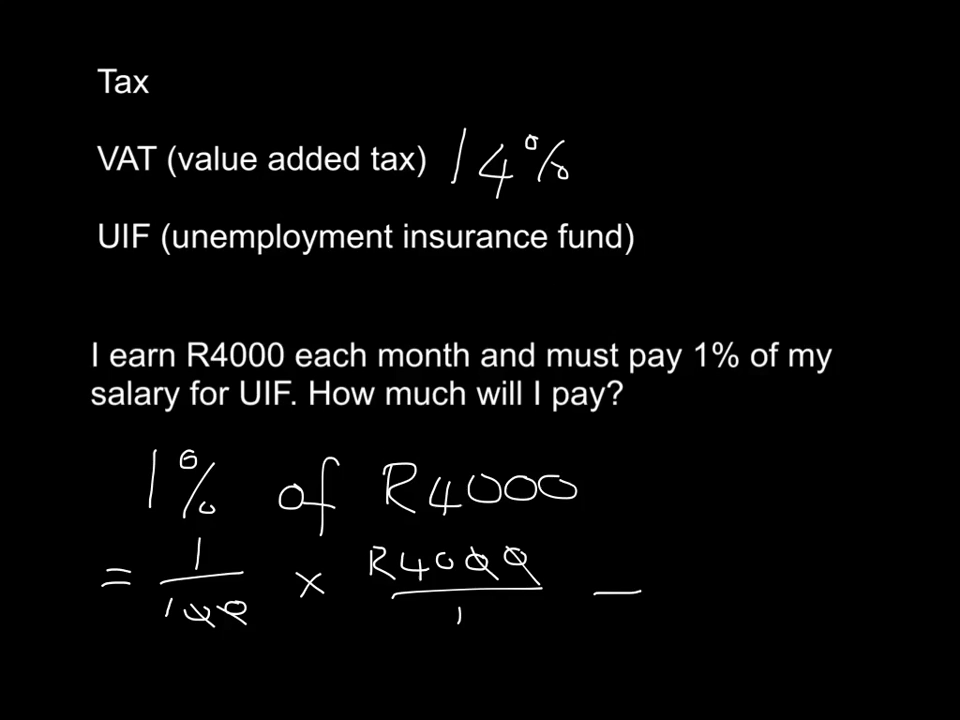 Tax
VAT (value added tax) 14%
UIF (unemployment insurance fund)
I earn R4000 each month and must pay 1% of my
salary for UIF. How much will I pay?
1% of R4000
= 1/100 × R4000/1 –